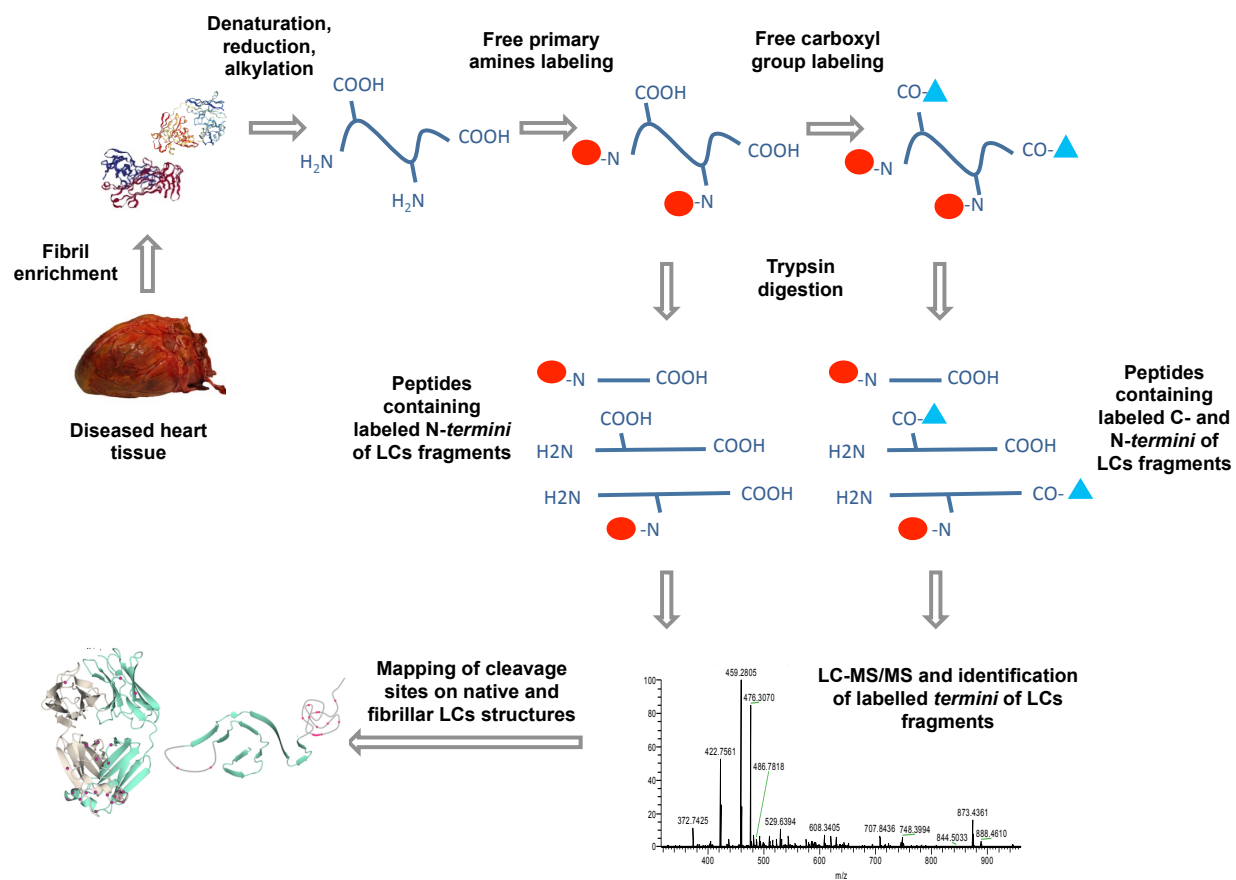 Denaturation,
reduction,
alkylation
Free primary
amines labeling
Free carboxyl
group labeling
COOH
COOH
H2N
H2N
COOH
COOH
-N
-N
CO-
CO-
-N
-N
Fibril
enrichment
Trypsin
digestion
Diseased heart
tissue
Peptides
containing
labeled N-termini
of LCs fragments
-N
COOH
COOH
H2N
COOH
H2N
COOH
-N
-N
COOH
CO-
H2N
COOH
H2N
CO-
-N
Peptides
containing
labeled C- and
N-termini of
LCs fragments
Mapping of cleavage
sites on native and
fibrillar LCs structures
LC-MS/MS and identification
of labelled termini of LCs
fragments
100
80
60
40
20
0
459.2805
476.3070
422.7561
486.7818
372.7425
529.6394
608.3405
707.8436
748.3994
844.5033
873.4361
888.4610
400
500
600
700
800
900
m/z